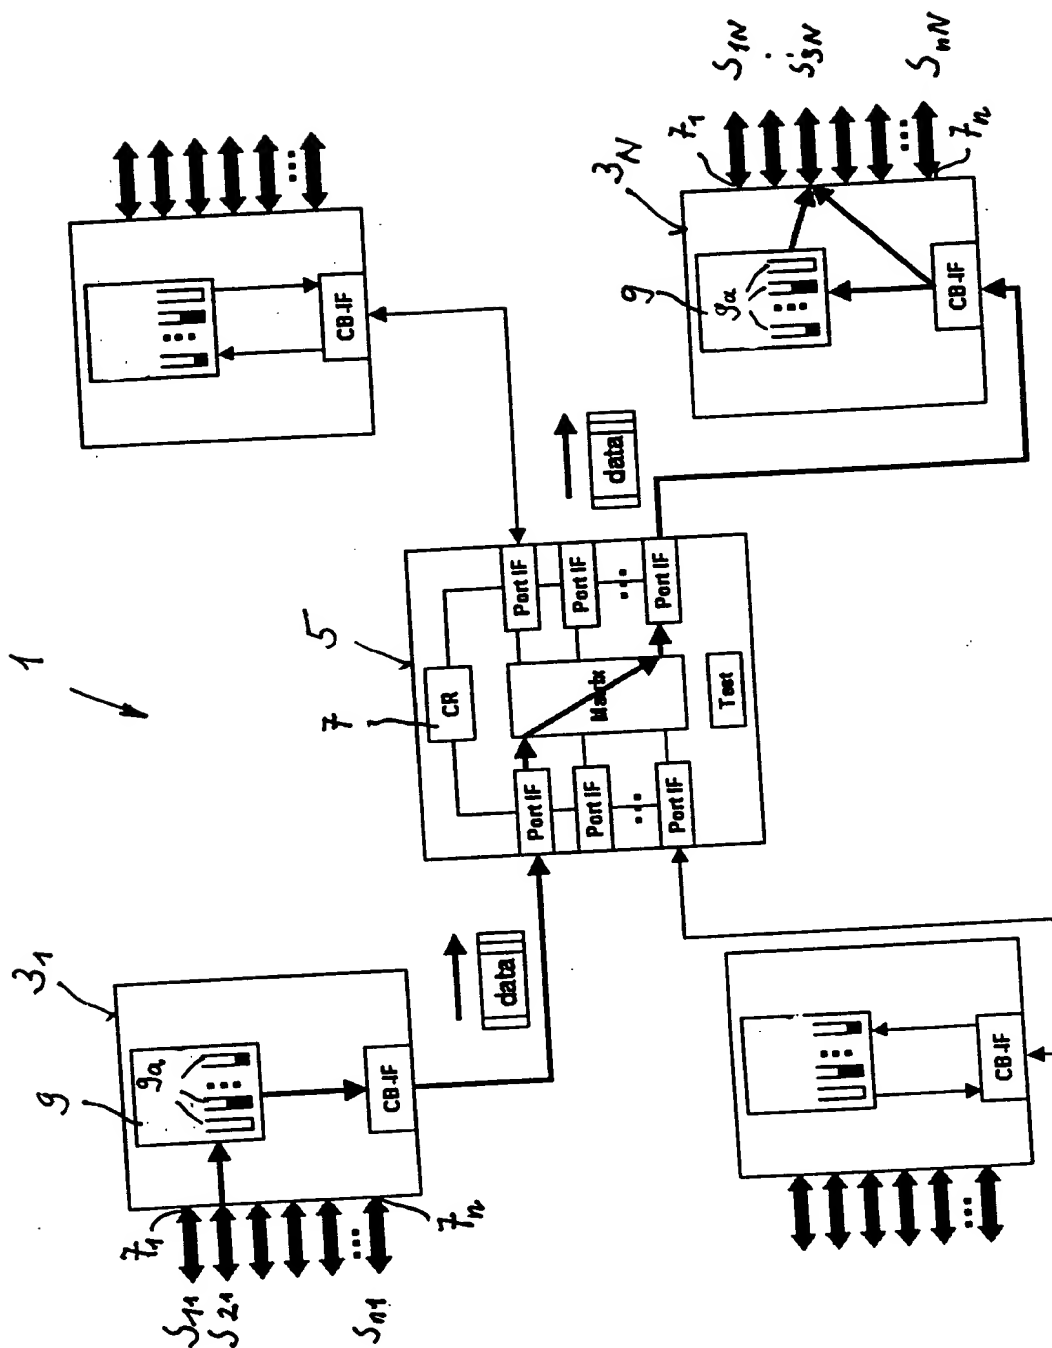 1
S1N
S3N
SnN
3N
71
7n
9
9a
CB-IF
CB-IF
data
5
7
CR
Port IF
Port IF
Port IF
Matrix
Port IF
Port IF
Port IF
Test
data
31
9
9a
CB-IF
71
7n
S11
S21
Sn1
CB-IF